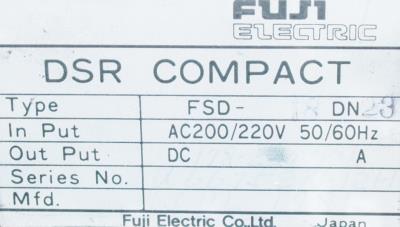 FUJI
ELECTRIC
DSR COMPACT
Type FSD- DN23
In Put AC200/220V 50/60Hz
Out Put DC A
Series No.
Mfd.
Fuji Electric Co.,Ltd. Japan